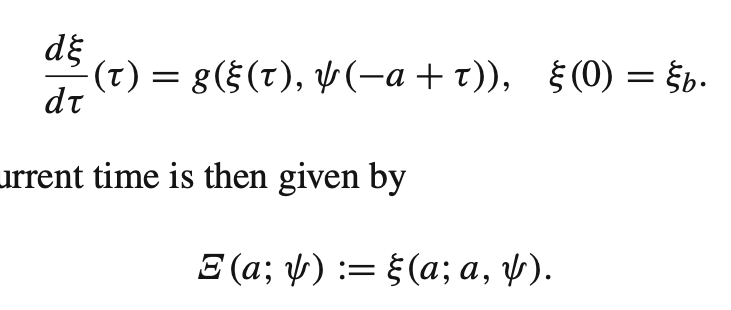 dξ/dτ (τ) = g(ξ(τ), ψ(−a + τ)), ξ(0) = ξ_b.
urrent time is then given by
Ξ(a; ψ) := ξ(a; a, ψ).